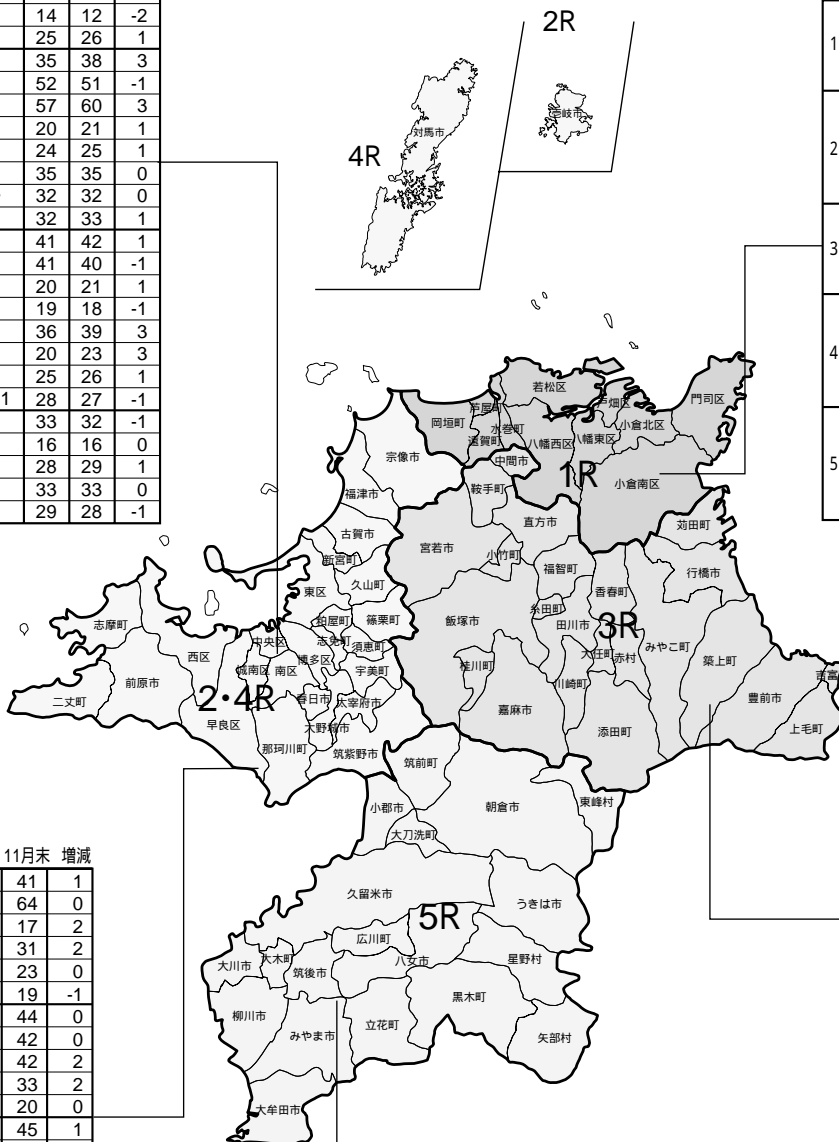 14 12 -2
25 26 1
35 38 3
52 51 -1
57 60 3
20 21 1
24 25 1
35 35 0
32 32 0
32 33 1
41 42 1
41 40 -1
20 21 1
19 18 -1
36 39 3
20 23 3
25 26 1
1 28 27 -1
33 32 -1
16 16 0
28 29 1
33 33 0
29 28 -1
2R
壱岐市
対馬市
4R
1
2
3
4
5
若松区
門司区
芦屋町
戸畑区
岡垣町
水巻町
小倉北区
遠賀町
八幡西区
八幡東区
中間市
1R
小倉南区
宗像市
鞍手町
福津市
直方市
苅田町
古賀市
宮若市
小竹町
行橋市
新宮町
福智町
東区
久山町
香春町
糸田町
粕屋町
篠栗町
飯塚市
田川市
3R
志摩町
中央区
志免町
須恵町
みやこ町
西区
博多区
大任町
赤村
築上町
城南区
南区
宇美町
桂川町
吉富
前原市
2・4R
春日市
太宰府市
川崎町
豊前市
二丈町
早良区
大野城市
嘉麻市
添田町
上毛町
那珂川町
筑紫野市
筑前町
小郡市
朝倉市
東峰村
大刀洗町
久留米市
うきは市
5R
広川町
大川市
大木町
筑後市
八女市
星野村
柳川市
立花町
黒木町
みやま市
矢部村
大牟田市
11月末 増減
41 1
64 0
17 2
31 2
23 0
19 -1
44 0
42 0
42 2
33 2
20 0
45 1